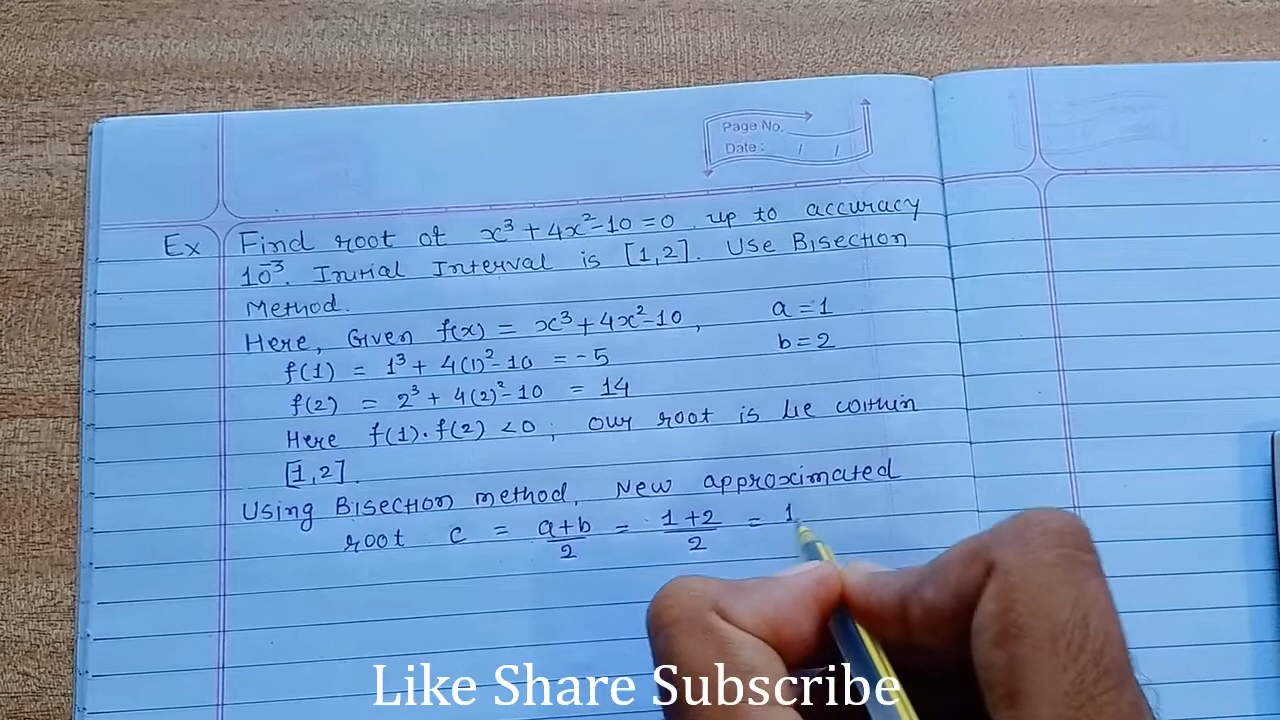 Page No.
Date : / /
Ex Find root of x³ + 4x² - 10 = 0 up to accuracy
10⁻³. Initial Interval is [1,2]. Use Bisection
Method.
Here, Given f(x) = x³ + 4x² - 10, a = 1
f(1) = 1³ + 4(1)² - 10 = -5 b = 2
f(2) = 2³ + 4(2)² - 10 = 14
Here f(1).f(2) < 0, our root is lie within
[1,2].
Using Bisection method, New approximated
root c = a+b/2 = 1+2/2 = 1.
Like Share Subscribe